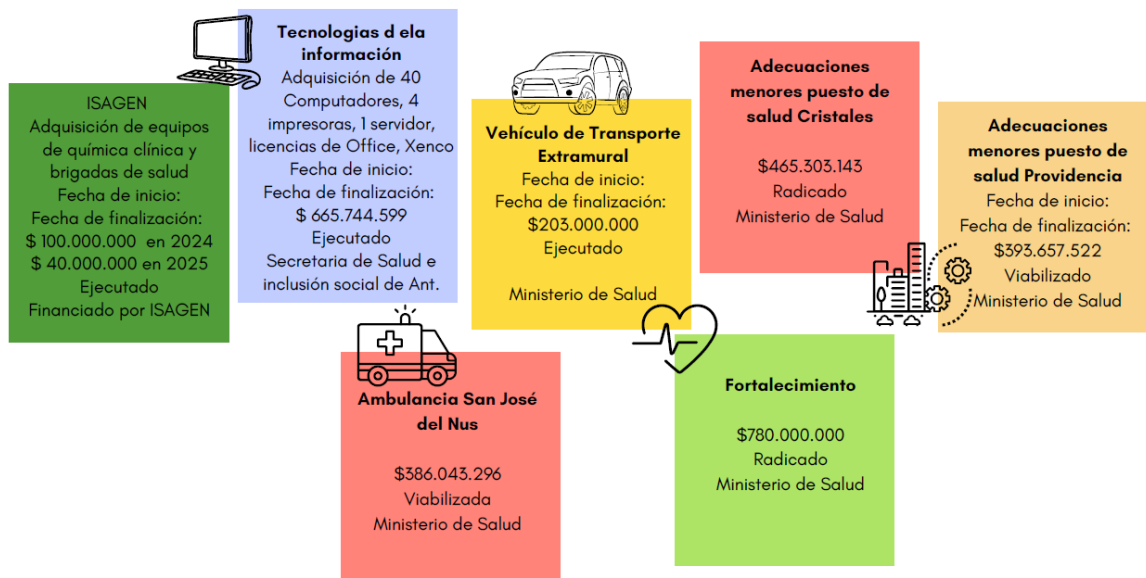 ISAGEN
Adquisición de equipos
de química clínica y
brigadas de salud
Fecha de inicio:
Fecha de finalización:
$ 100.000.000 en 2024
$ 40.000.000 en 2025
Ejecutado
Financiado por ISAGEN
Tecnologias d ela
información
Adquisición de 40
Computadores, 4
impresoras, 1 servidor,
licencias de Office, Xenco
Fecha de inicio:
Fecha de finalización:
$ 665.744.599
Ejecutado
Secretaria de Salud e
inclusión social de Ant.
Vehículo de Transporte
Extramural
Fecha de inicio:
Fecha de finalización:
$203.000.000
Ejecutado
Ministerio de Salud
Adecuaciones
menores puesto de
salud Cristales
$465.303.143
Radicado
Ministerio de Salud
Adecuaciones
menores puesto de
salud Providencia
Fecha de inicio:
Fecha de finalización:
$393.657.522
Viabilizado
Ministerio de Salud
Ambulancia San José
del Nus
$386.043.296
Viabilizada
Ministerio de Salud
Fortalecimiento
$780.000.000
Radicado
Ministerio de Salud